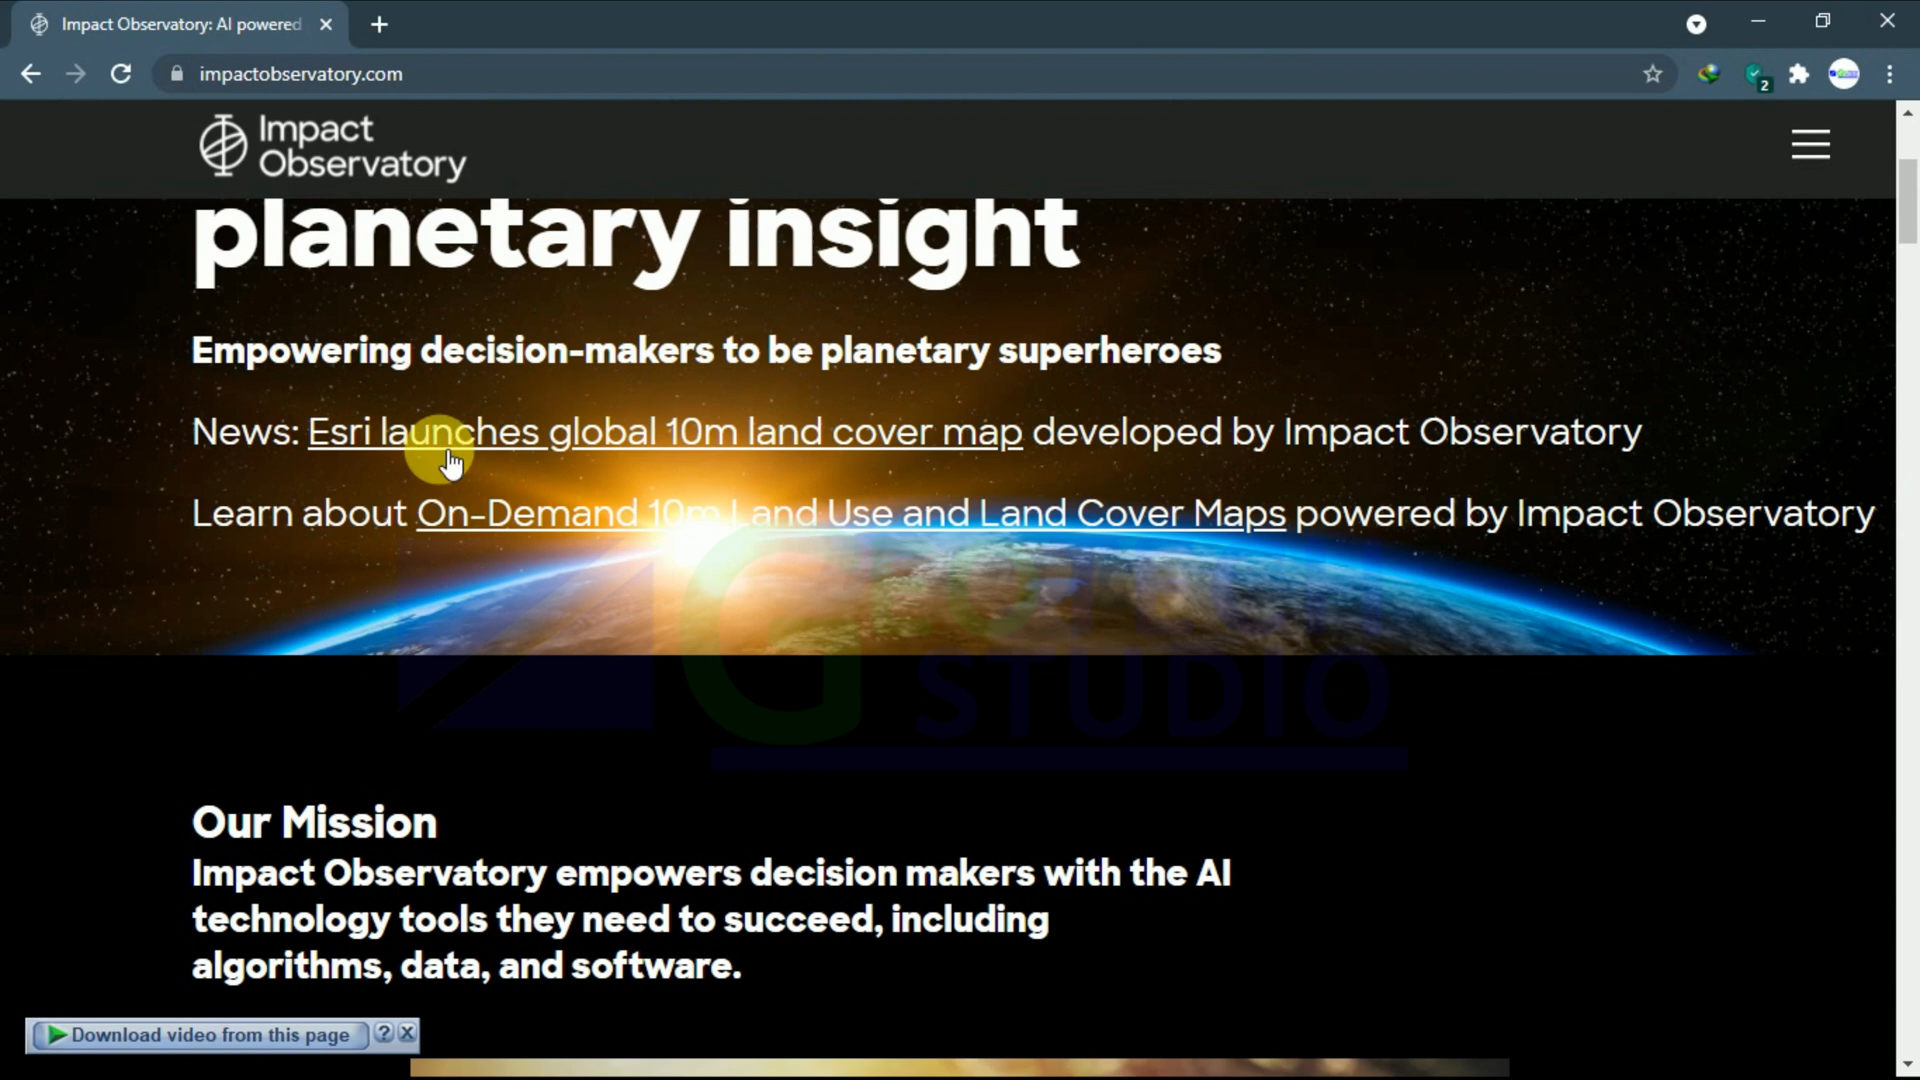 Impact Observatory: AI powered
impactobservatory.com
2
Impact
Observatory
planetary insight
Empowering decision-makers to be planetary superheroes
News: Esri launches global 10m land cover map developed by Impact Observatory
Learn about On-Demand 10m Land Use and Land Cover Maps powered by Impact Observatory
STUDIO
Our Mission
Impact Observatory empowers decision makers with the AI
technology tools they need to succeed, including
algorithms, data, and software.
Download video from this page ? X